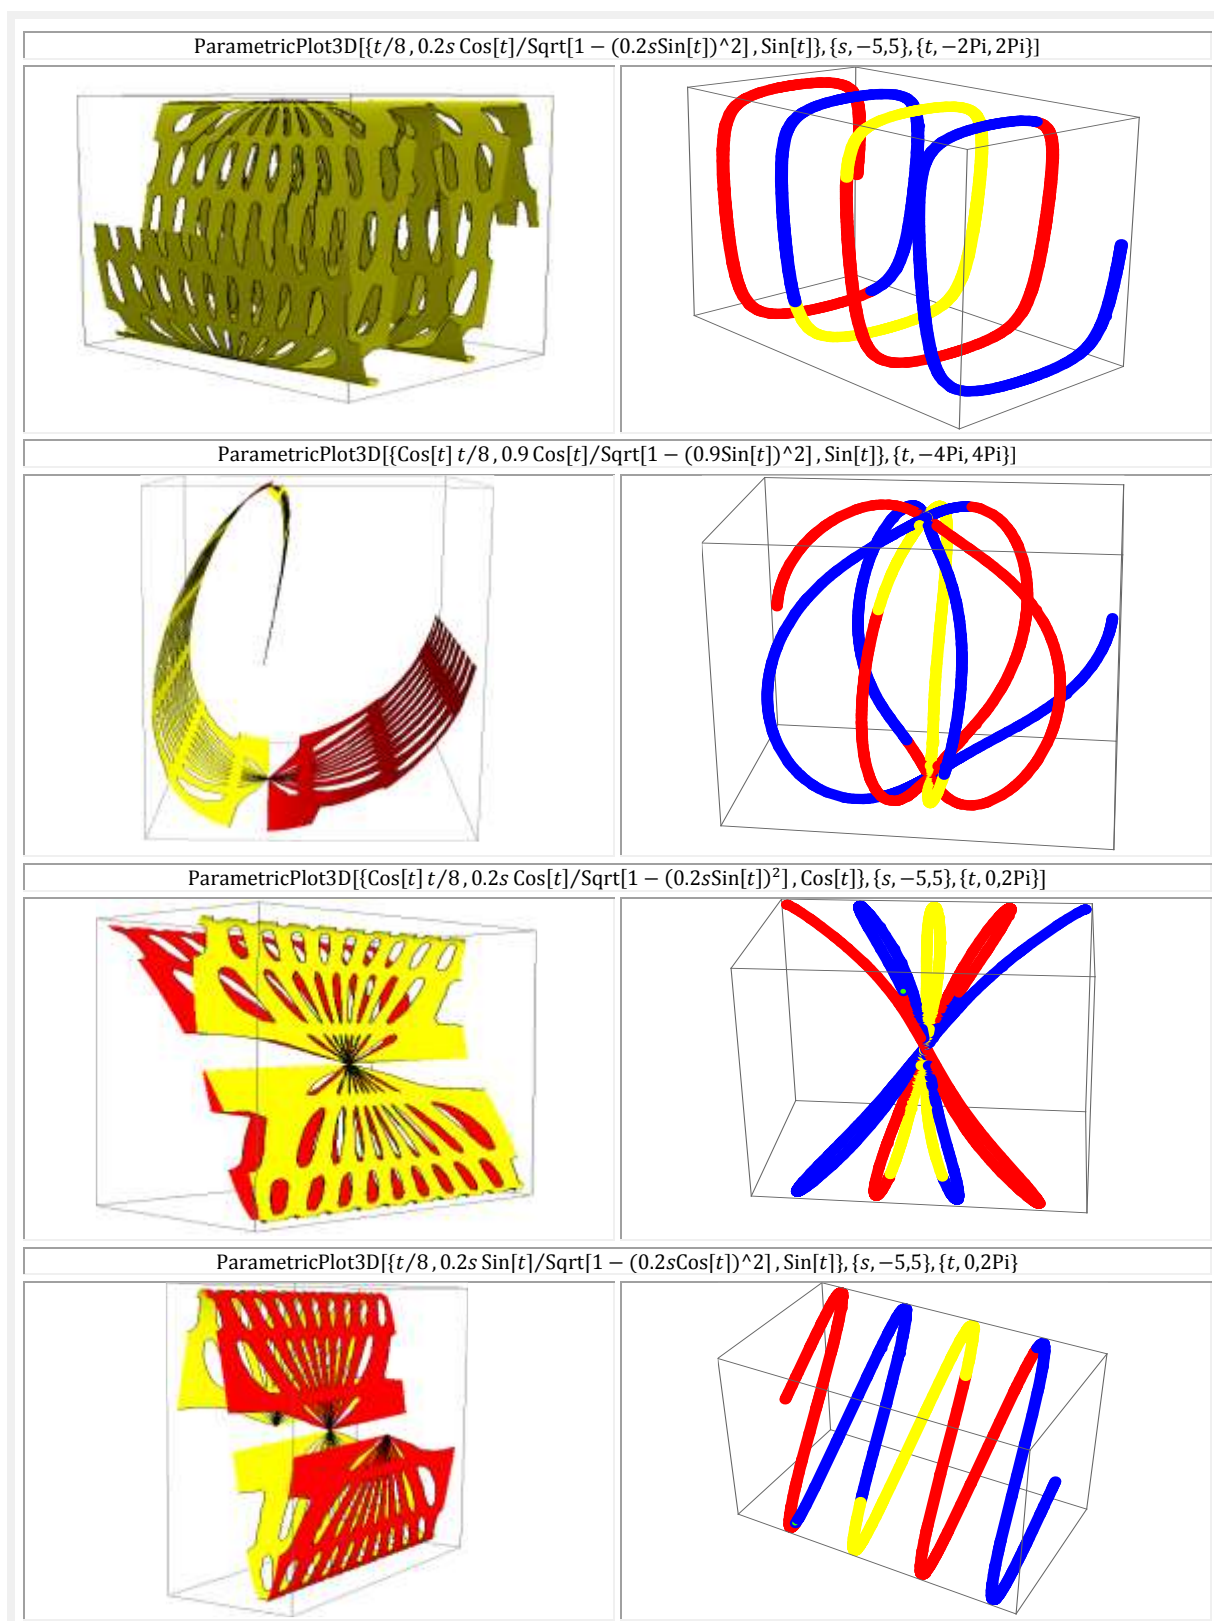 ParametricPlot3D[{t/8, 0.2s Cos[t]/Sqrt[1 − (0.2sSin[t])^2], Sin[t]}, {s, −5,5}, {t, −2Pi, 2Pi}]
ParametricPlot3D[{Cos[t] t/8, 0.9 Cos[t]/Sqrt[1 − (0.9Sin[t])^2], Sin[t]}, {t, −4Pi, 4Pi}]
ParametricPlot3D[{Cos[t] t/8, 0.2s Cos[t]/Sqrt[1 − (0.2sSin[t])²], Cos[t]}, {s, −5,5}, {t, 0,2Pi}]
ParametricPlot3D[{t/8, 0.2s Sin[t]/Sqrt[1 − (0.2sCos[t])^2], Sin[t]}, {s, −5,5}, {t, 0,2Pi}